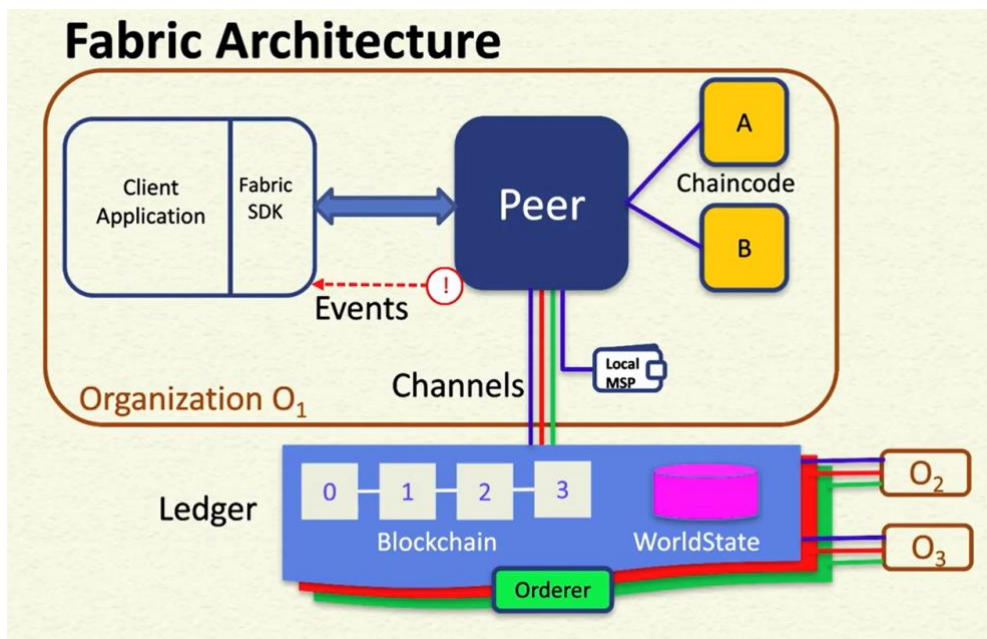 Fabric Architecture
Client
Application
Fabric
SDK
Peer
A
Chaincode
B
!
Events
Local
MSP
Channels
Organization O₁
Ledger
0
1
2
3
Blockchain
WorldState
O₂
O₃
Orderer